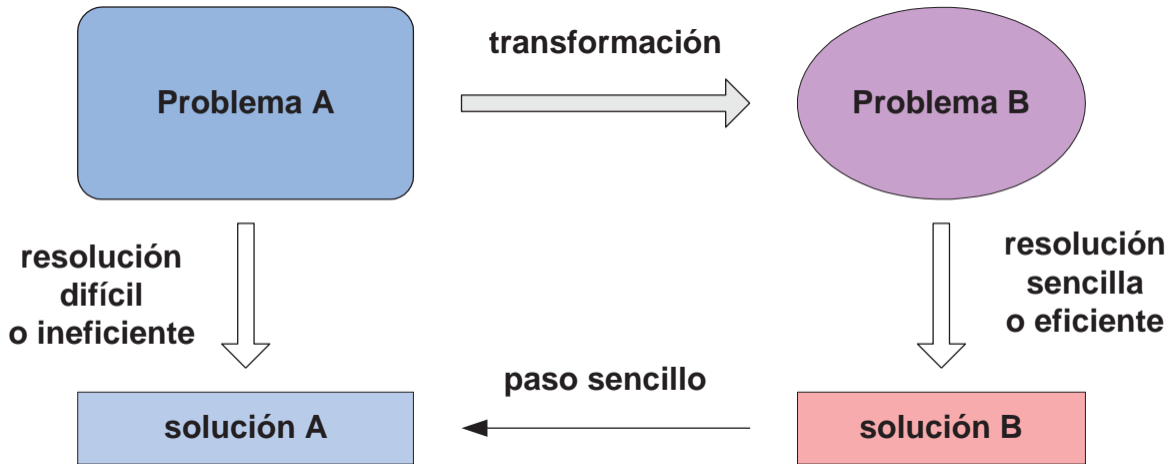 transformación
Problema A
Problema B
resolución
difícil
o ineficiente
resolución
sencilla
o eficiente
paso sencillo
solución A
solución B